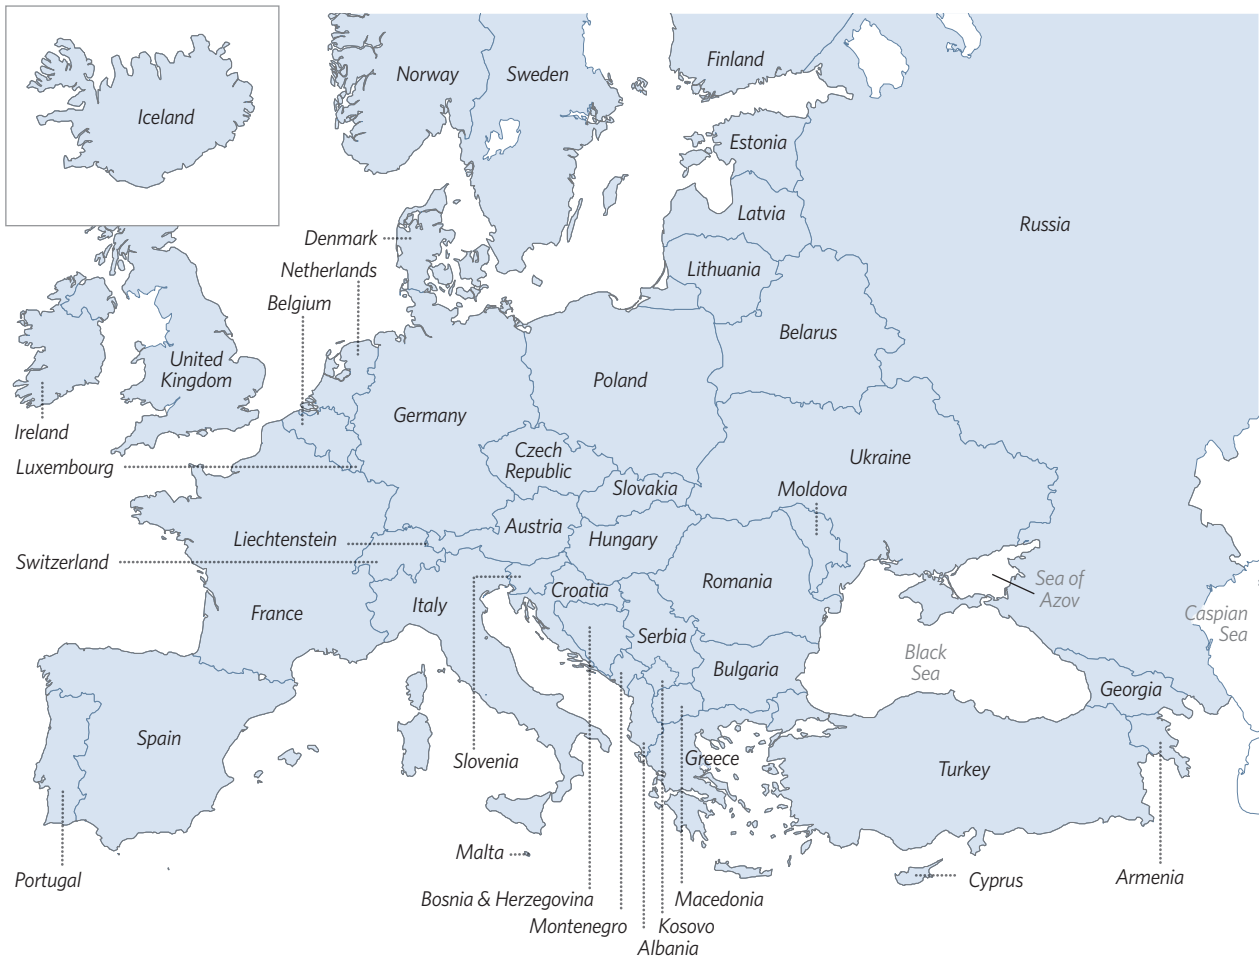 Iceland
Norway
Sweden
Finland
Estonia
Latvia
Lithuania
Russia
Denmark
Netherlands
Belgium
Belarus
United
Kingdom
Poland
Germany
Ireland
Luxembourg
Czech
Republic
Ukraine
Slovakia
Moldova
Austria
Liechtenstein
Hungary
Switzerland
Romania
Croatia
Italy
France
Serbia
Sea of
Azov
Caspian
Sea
Black
Sea
Bulgaria
Georgia
Spain
Slovenia
Greece
Turkey
Malta
Portugal
Cyprus
Armenia
Bosnia & Herzegovina
Macedonia
Montenegro
Kosovo
Albania